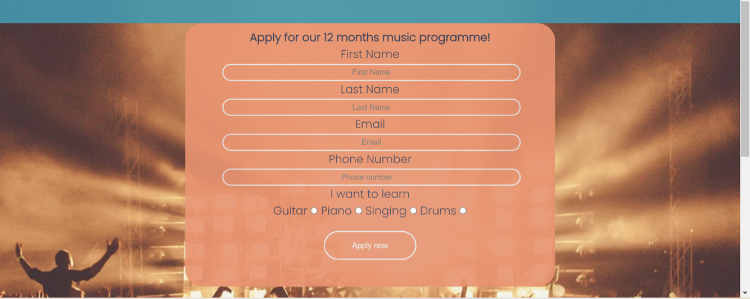 Apply for our 12 months music programme!
First Name
First Name
Last Name
Last Name
Email
Email
Phone Number
Phone number
I want to learn
Guitar Piano Singing Drums
Apply now